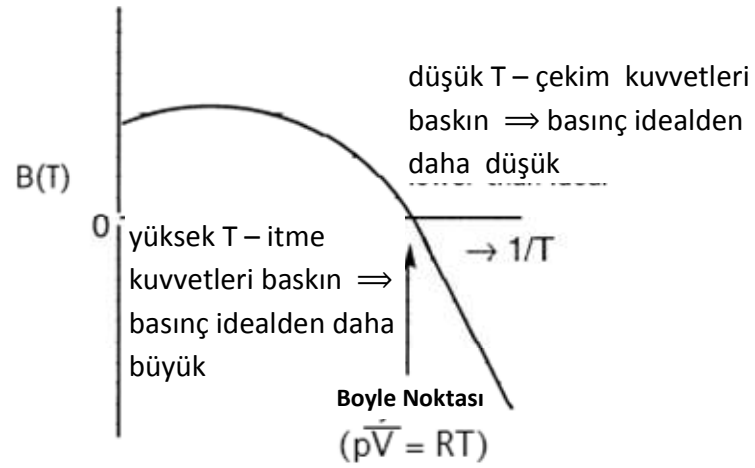 düşük T – çekim kuvvetleri
baskın ⟹ basınç idealden
daha düşük
B(T)
0
yüksek T – itme
kuvvetleri baskın ⟹
basınç idealden daha
büyük
→ 1/T
Boyle Noktası
(pV̅ = RT)